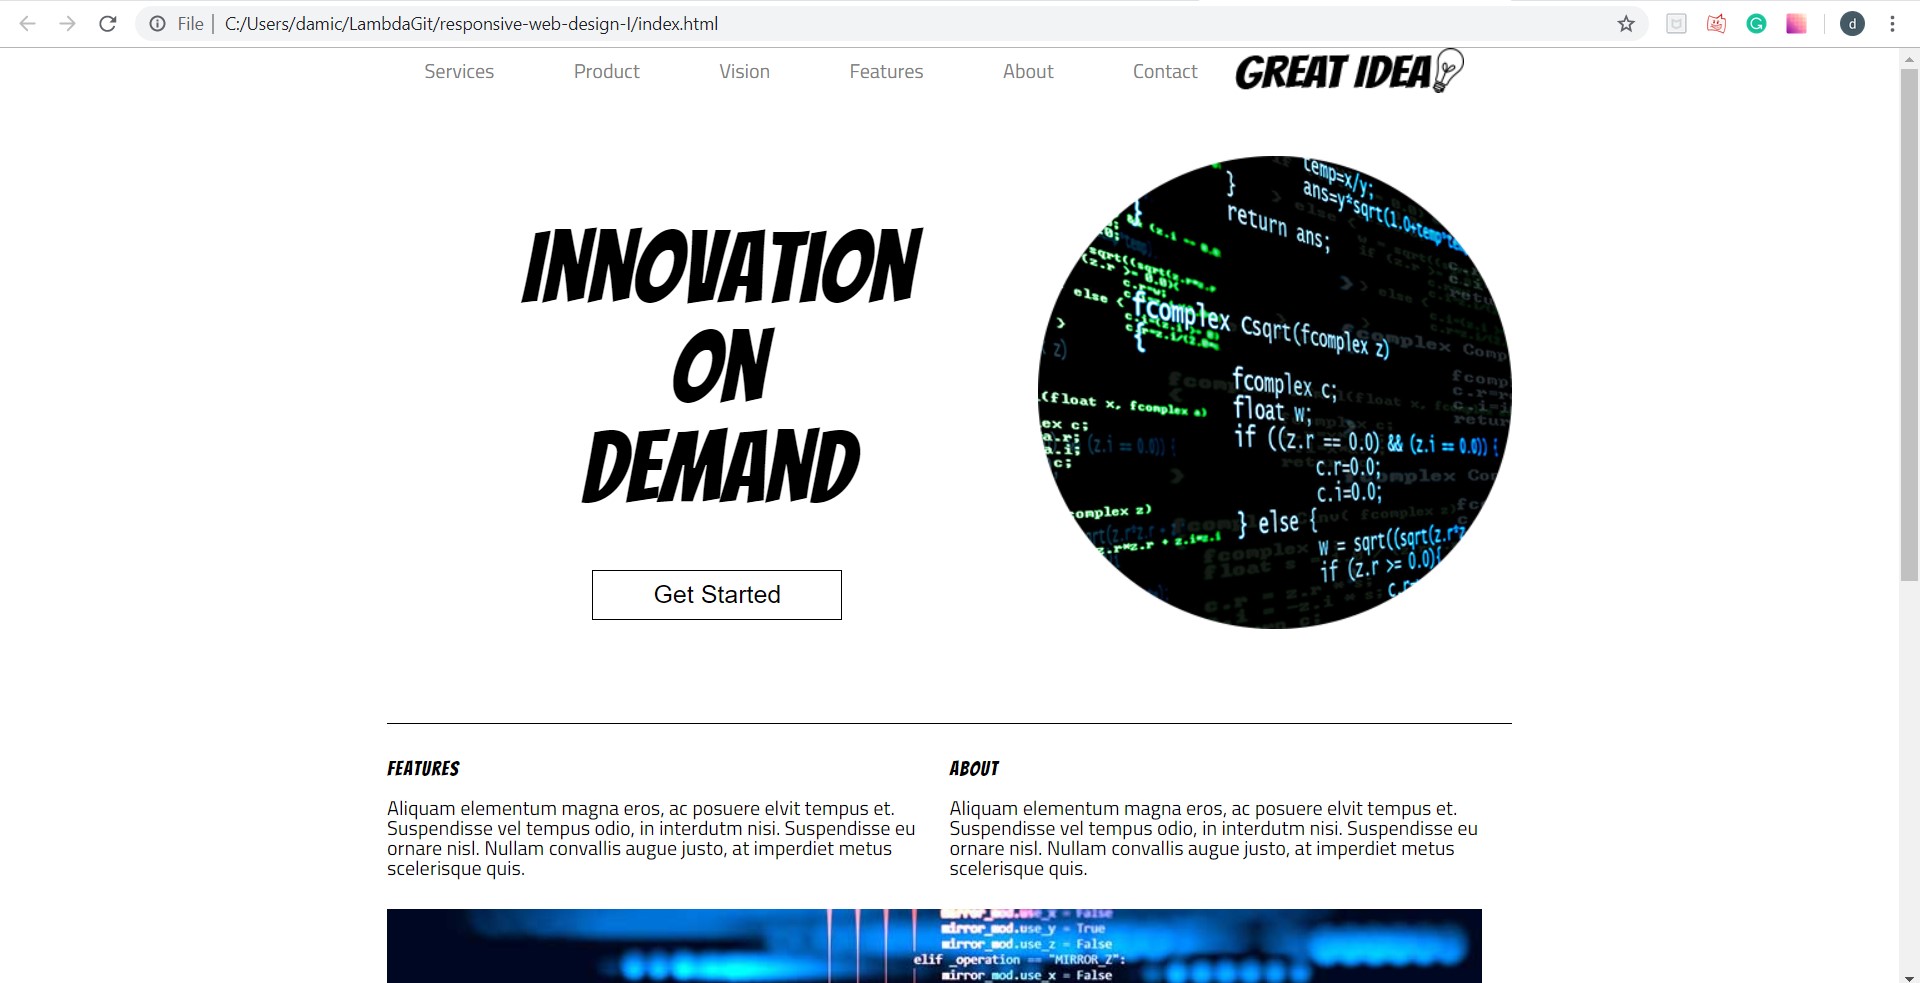 File | C:/Users/damic/LambdaGit/responsive-web-design-I/index.html
d
Services Product Vision Features About Contact GREAT IDEA
INNOVATION
ON
DEMAND
Get Started
temp=x/y;
}
ans=y*sqrt(1.0+temp*te
return ans;
else {
fcomplex Csqrt(fcomplex z)
{
fcomplex c;
float w;
(float x, fcomplex a)
if ((z.r == 0.0) && (z.i == 0.0)) {
c.r=0.0;
c.i=0.0;
complex z)
} else {
z.r*z.r + z.i*z.i
w = sqrt((sqrt(z.r*z
if (z.r >= 0.0){
FEATURES
Aliquam elementum magna eros, ac posuere elvit tempus et.
Suspendisse vel tempus odio, in interdutm nisi. Suspendisse eu
ornare nisl. Nullam convallis augue justo, at imperdiet metus
scelerisque quis.
ABOUT
Aliquam elementum magna eros, ac posuere elvit tempus et.
Suspendisse vel tempus odio, in interdutm nisi. Suspendisse eu
ornare nisl. Nullam convallis augue justo, at imperdiet metus
scelerisque quis.
mirror_mod.use_x = False
mirror_mod.use_y = True
mirror_mod.use_z = False
elif _operation == "MIRROR_Z":
mirror_mod.use_x = False